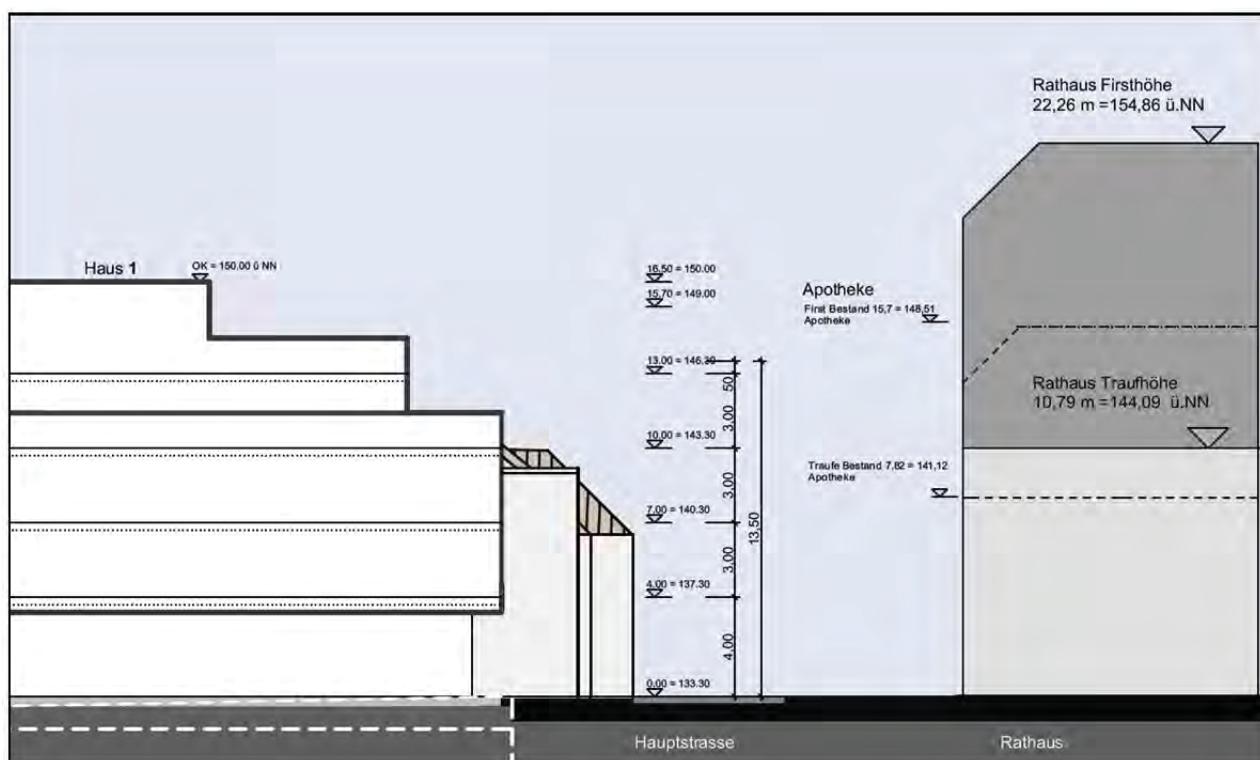 Rathaus Firsthöhe
22,26 m =154,86 ü.NN
Haus 1
OK = 150.00 ü NN
16.50 = 150.00
15,70 = 149.00
13,00 = 146.30
10,00 = 143.30
7,00 = 140.30
4,00 = 137.30
0,00 = 133.30
50
3,00
3,00
3,00
4,00
13,50
Apotheke
First Bestand 15,7 = 148,51
Apotheke
Rathaus Traufhöhe
10,79 m =144,09 ü.NN
Traufe Bestand 7,82 = 141,12
Apotheke
Hauptstrasse
Rathaus